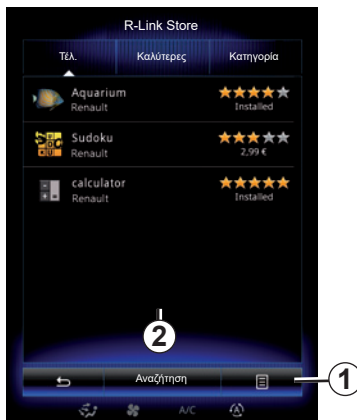 R-Link Store
Τέλ. Καλύτερες Κατηγορία
Aquarium
Renault
Installed
Sudoku
Renault
2,99 €
calculator
Renault
Installed
2
Αναζήτηση
1
A/C